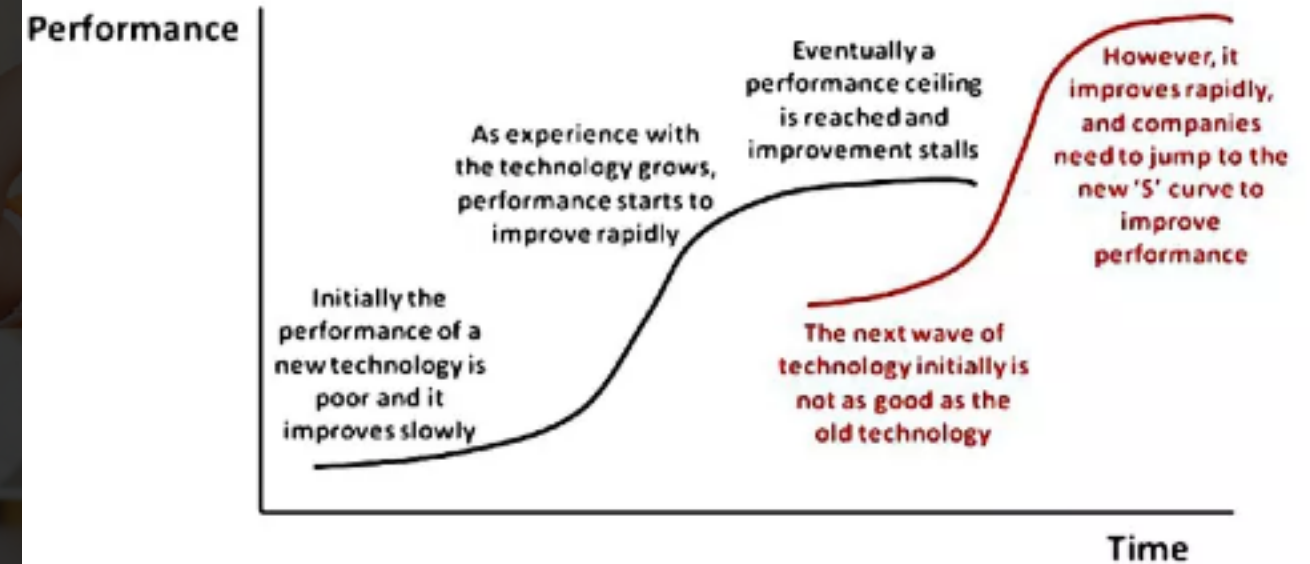 Performance
Eventually a
performance ceiling
is reached and
improvement stalls
However, it
improves rapidly,
and companies
need to jump to the
new 'S' curve to
improve
performance
As experience with
the technology grows,
performance starts to
improve rapidly
Initially the
performance of a
new technology is
poor and it
improves slowly
The next wave of
technology initially is
not as good as the
old technology
Time